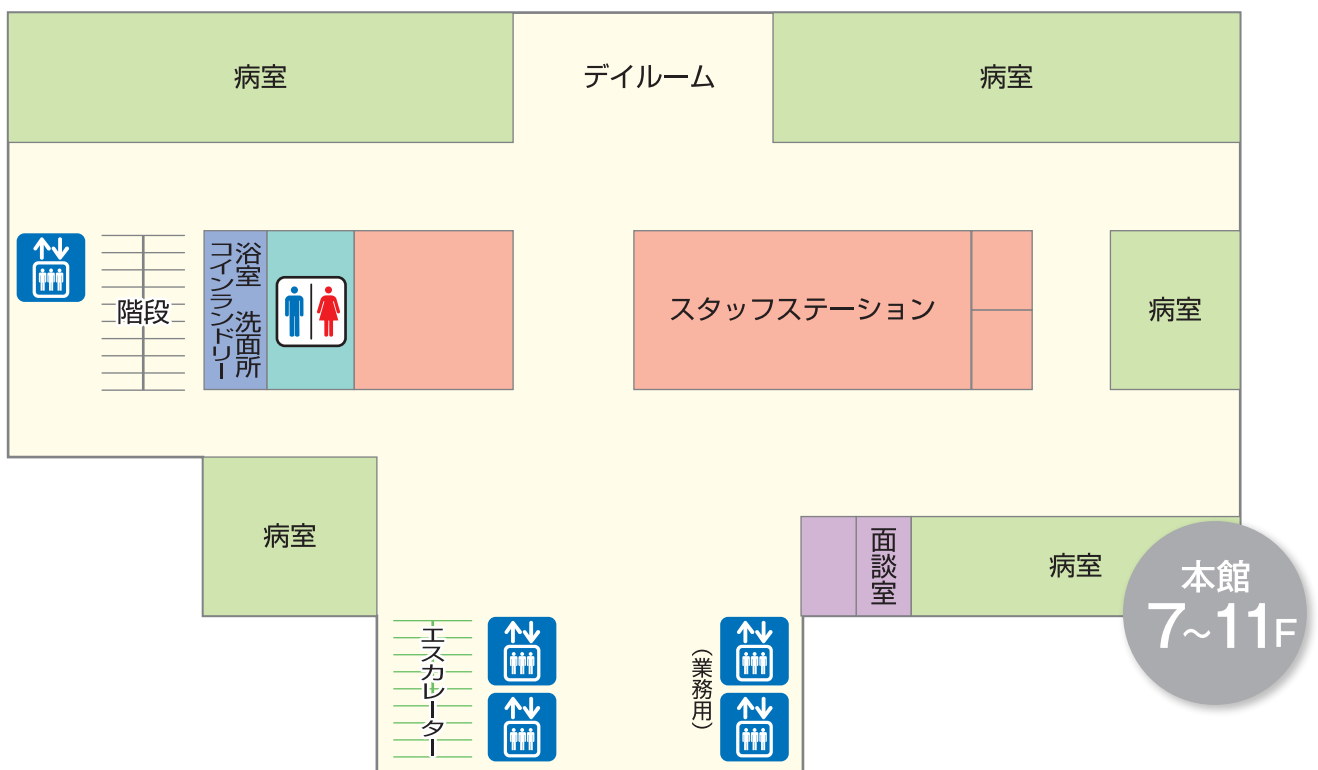 病室
デイルーム
病室
階段
浴室 洗面所
コインランドリー
スタッフステーション
病室
病室
面談室
病室
本館
7~11F
エスカレーター
（業務用）